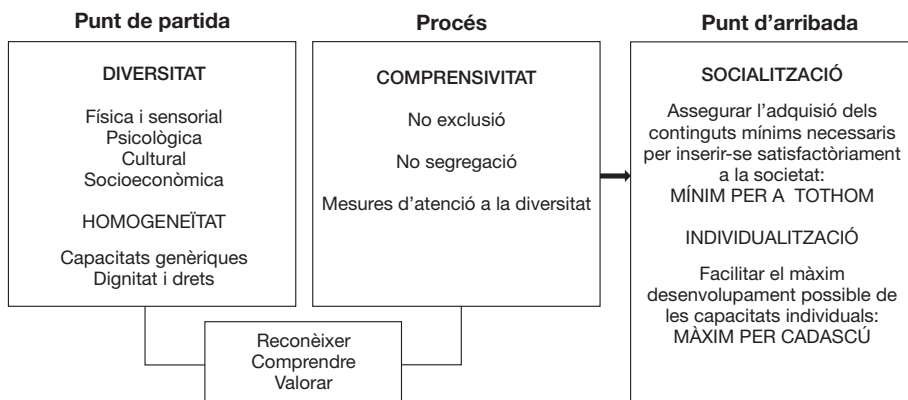 Punt de partida
DIVERSITAT
Física i sensorial
Psicològica
Cultural
Socioeconòmica
HOMOGENEÏTAT
Capacitats genèriques
Dignitat i drets
Procés
COMPRENSIVITAT
No exclusió
No segregació
Mesures d’atenció a la diversitat
Reconèixer
Comprendre
Valorar
Punt d’arribada
SOCIALITZACIÓ
Assegurar l’adquisió dels
continguts mínims necessaris
per inserir-se satisfactòriament
a la societat:
MÍNIM PER A TOTHOM
INDIVIDUALITZACIÓ
Facilitar el màxim
desenvolupament possible de
les capacitats individuals:
MÀXIM PER CADASCÚ